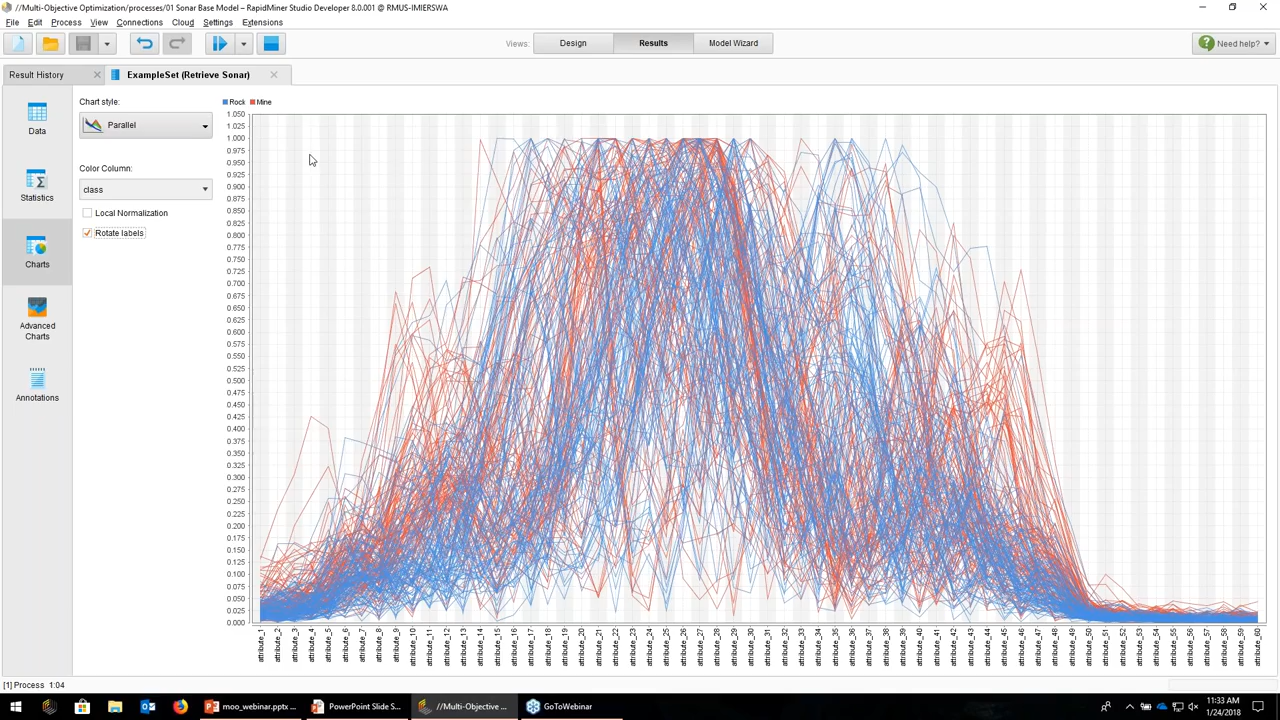 //Multi-Objective Optimization/processes/01 Sonar Base Model – RapidMiner Studio Developer 8.0.001 @ RMUS-IMIERSWA
File Edit Process View Connections Cloud Settings Extensions
Views: Design Results Model Wizard Need help?
Result History ExampleSet (Retrieve Sonar)
Data
Statistics
Charts
Advanced
Charts
Annotations
Chart style:
Parallel
Color Column:
class
Local Normalization
Rotate labels
Rock Mine
1.050
1.025
1.000
0.975
0.950
0.925
0.900
0.875
0.850
0.825
0.800
0.775
0.750
0.725
0.700
0.675
0.650
0.625
0.600
0.575
0.550
0.525
0.500
0.475
0.450
0.425
0.400
0.375
0.350
0.325
0.300
0.275
0.250
0.225
0.200
0.175
0.150
0.125
0.100
0.075
0.050
0.025
0.000
attribute_1
attribute_2
attribute_3
attribute_4
attribute_5
attribute_6
attribute_7
attribute_8
attribute_9
attribute_10
attribute_11
attribute_12
attribute_13
attribute_14
attribute_15
attribute_16
attribute_17
attribute_18
attribute_19
attribute_20
attribute_21
attribute_22
attribute_23
attribute_24
attribute_25
attribute_26
attribute_27
attribute_28
attribute_29
attribute_30
attribute_31
attribute_32
attribute_33
attribute_34
attribute_35
attribute_36
attribute_37
attribute_38
attribute_39
attribute_40
attribute_41
attribute_42
attribute_43
attribute_44
attribute_45
attribute_46
attribute_47
attribute_48
attribute_49
attribute_50
attribute_51
attribute_52
attribute_53
attribute_54
attribute_55
attribute_56
attribute_57
attribute_58
attribute_59
attribute_60
[1] Process 1:04
moo_webinar.pptx ... PowerPoint Slide S... //Multi-Objective ... GoToWebinar
11:33 AM
1/24/2018